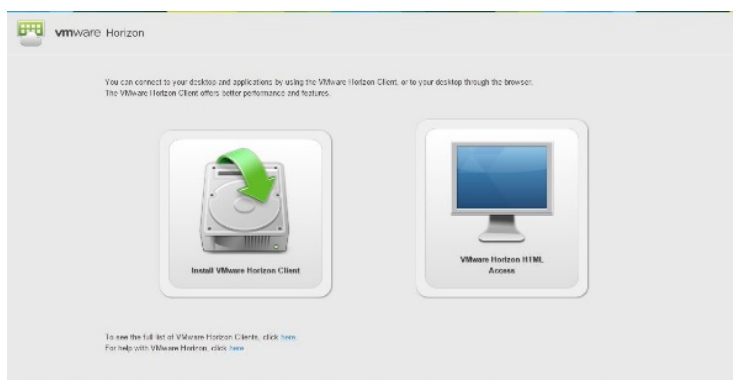 vmware Horizon
You can connect to your desktop and applications by using the VMware Horizon Client, or to your desktop through the browser.
The VMware Horizon Client offers better performance and features.
Install VMware Horizon Client
VMware Horizon HTML
Access
To see the full list of VMware Horizon Clients, click here.
For help with VMware Horizon, click here